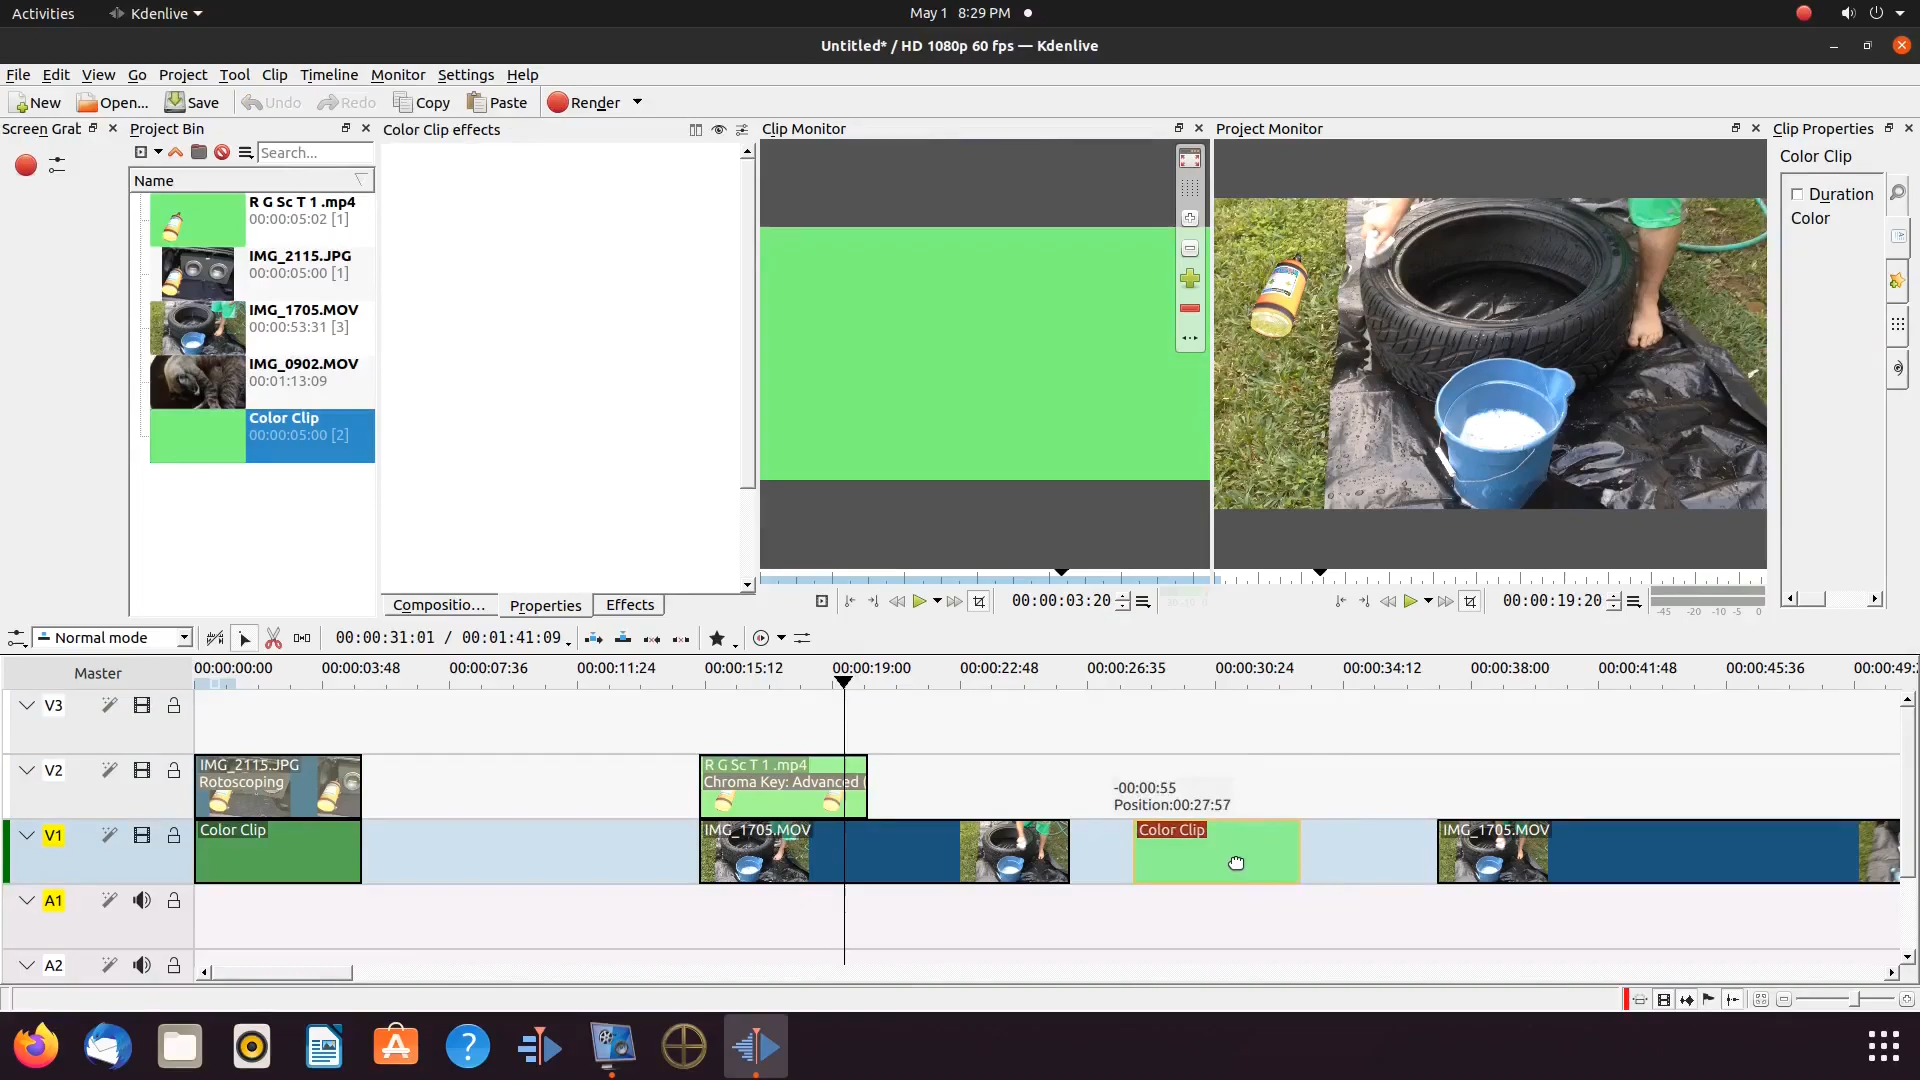 Activities Kdenlive May 1 8:29 PM
Untitled* / HD 1080p 60 fps — Kdenlive
File Edit View Go Project Tool Clip Timeline Monitor Settings Help
New Open... Save Undo Redo Copy Paste Render
Screen Grab Project Bin Color Clip effects Clip Monitor Project Monitor Clip Properties
Search...
Color Clip
Name
Duration
Color
R G Sc T 1 .mp4
00:00:05:02 [1]
IMG_2115.JPG
00:00:05:00 [1]
IMG_1705.MOV
00:00:53:31 [3]
IMG_0902.MOV
00:01:13:09
Color Clip
00:00:05:00 [2]
Compositio... Properties Effects
00:00:03:20
00:00:19:20
-45 -20 -10 -5 0
Normal mode 00:00:31:01 / 00:01:41:09
Master
00:00:00:00 00:00:03:48 00:00:07:36 00:00:11:24 00:00:15:12 00:00:19:00 00:00:22:48 00:00:26:35 00:00:30:24 00:00:34:12 00:00:38:00 00:00:41:48 00:00:45:36 00:00:49:2
V3
V2
IMG_2115.JPG
Rotoscoping
R G Sc T 1 .mp4
Chroma Key: Advanced (
-00:00:55
Position:00:27:57
V1
Color Clip
IMG_1705.MOV
Color Clip
IMG_1705.MOV
A1
A2